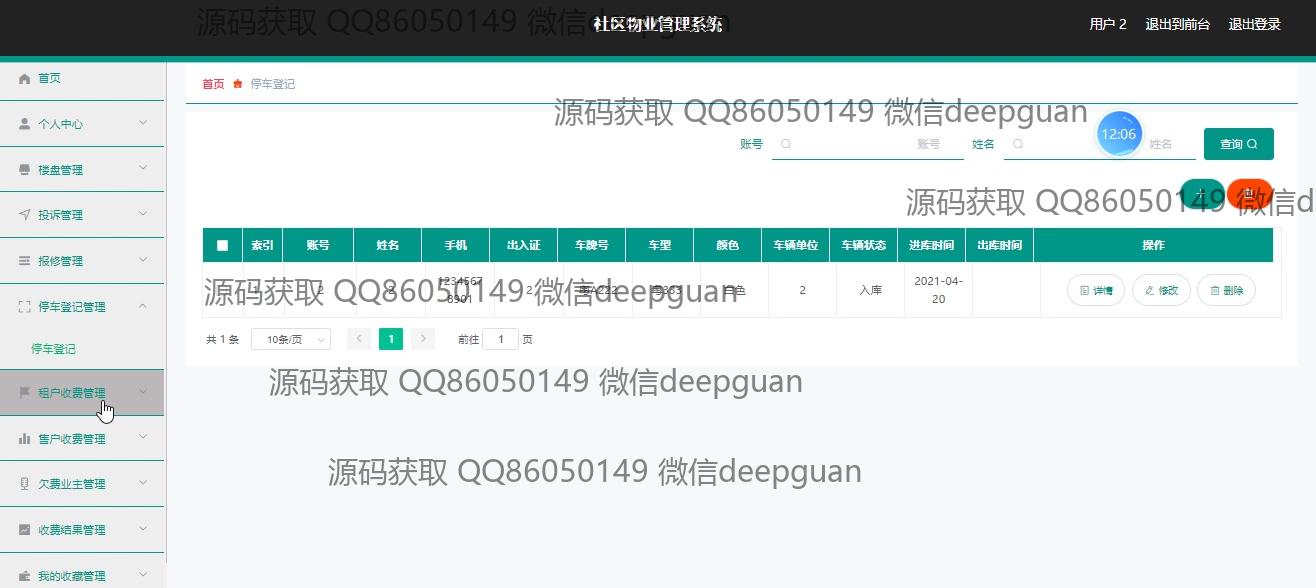 源码获取 QQ86050149 微信deepguan
社区物业管理系统
用户 2 退出到前台 退出登录
首页
个人中心
楼盘管理
投诉管理
报修管理
停车登记管理
停车登记
租户收费管理
售户收费管理
欠费业主管理
收费结果管理
我的收藏管理
首页 停车登记
源码获取 QQ86050149 微信deepguan
账号 账号 姓名 姓名 查询
12:06
源码获取 QQ86050149 微信d
索引 账号 姓名 手机 出入证 车牌号 车型 颜色 车辆单位 车辆状态 进库时间 出库时间 操作
2 1234567 8901 2 白色 2 入库 2021-04-20 详情 修改 删除
源码获取 QQ86050149 微信deepguan
共 1 条 10条/页 1 前往 1 页
源码获取 QQ86050149 微信deepguan
源码获取 QQ86050149 微信deepguan